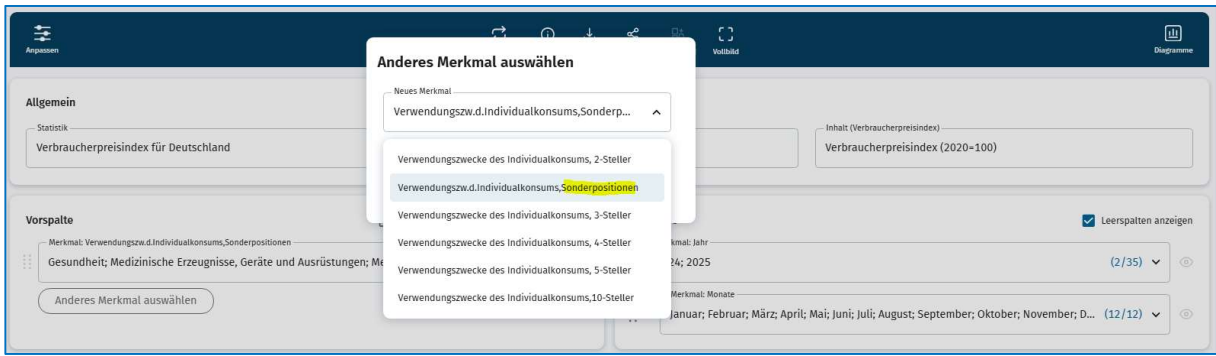 Anpassen
Vollbild
Diagramme
Anderes Merkmal auswählen
Neues Merkmal
Verwendungszw.d.Individualkonsums,Sonderp...
Verwendungszwecke des Individualkonsums, 2-Steller
Verwendungszw.d.Individualkonsums,Sonderpositionen
Verwendungszwecke des Individualkonsums, 3-Steller
Verwendungszwecke des Individualkonsums, 4-Steller
Verwendungszwecke des Individualkonsums, 5-Steller
Verwendungszwecke des Individualkonsums,10-Steller
Allgemein
Statistik
Verbraucherpreisindex für Deutschland
Inhalt (Verbraucherpreisindex)
Verbraucherpreisindex (2020=100)
Vorspalte
Leerspalten anzeigen
Merkmal: Verwendungszw.d.Individualkonsums,Sonderpositionen
Gesundheit; Medizinische Erzeugnisse, Geräte und Ausrüstungen; Me
Anderes Merkmal auswählen
kmal: Jahr
24; 2025
(2/35)
Merkmal: Monate
Januar; Februar; März; April; Mai; Juni; Juli; August; September; Oktober; November; D... (12/12)